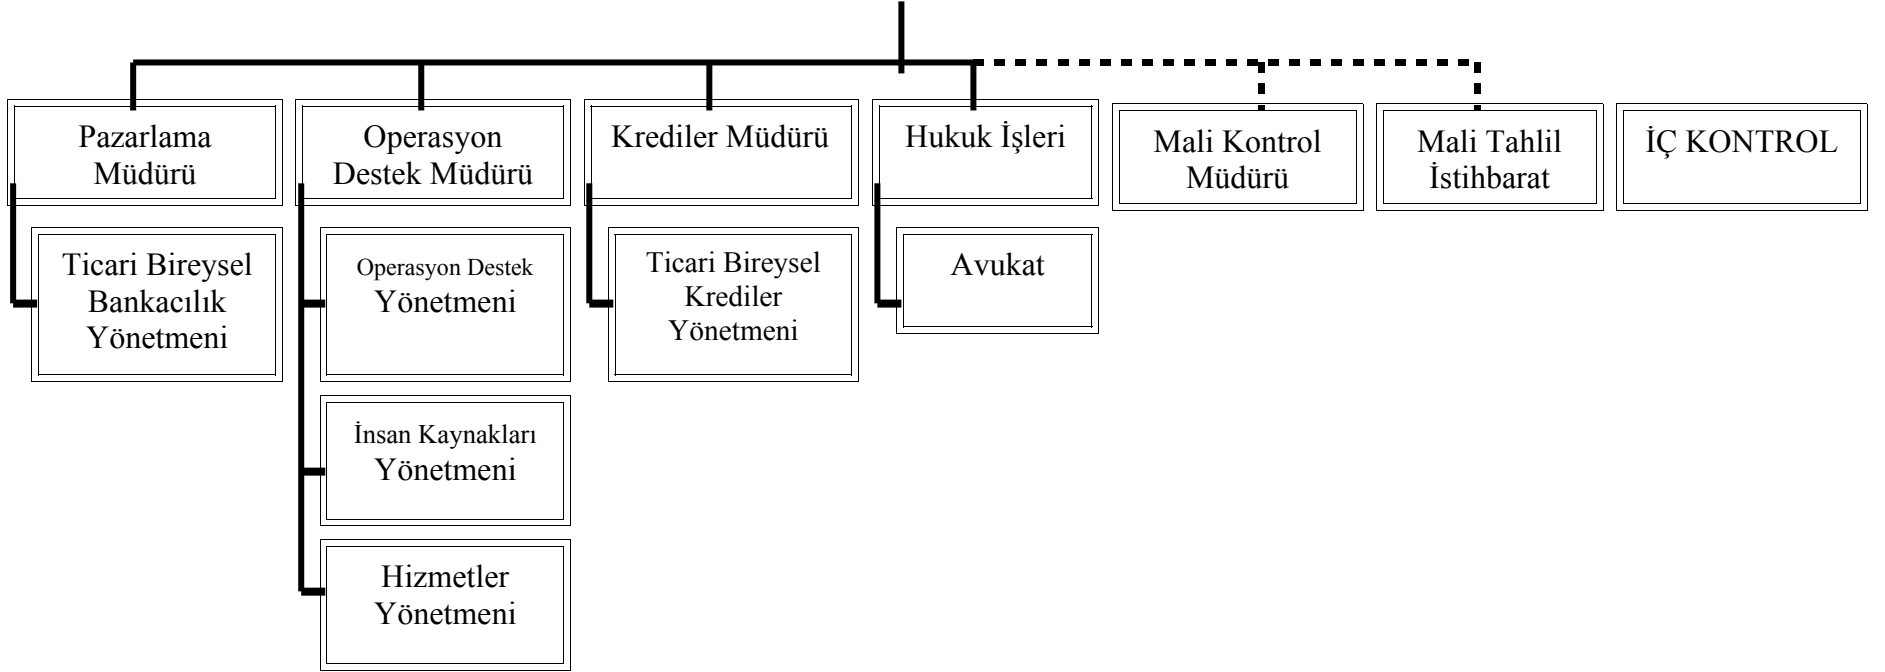 Pazarlama
Müdürü
Operasyon
Destek Müdürü
Krediler Müdürü
Hukuk İşleri
Mali Kontrol
Müdürü
Mali Tahlil
İstihbarat
İÇ KONTROL
Ticari Bireysel
Bankacılık
Yönetmeni
Operasyon Destek
Yönetmeni
Ticari Bireysel
Krediler
Yönetmeni
Avukat
İnsan Kaynakları
Yönetmeni
Hizmetler
Yönetmeni